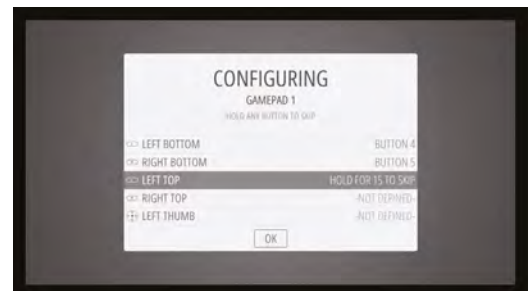 CONFIGURING
GAMEPAD 1
HOLD ANY BUTTON TO SKIP
LEFT BOTTOM BUTTON 4
RIGHT BOTTOM BUTTON 5
LEFT TOP HOLD FOR 1S TO SKIP
RIGHT TOP -NOT DEFINED-
LEFT THUMB -NOT DEFINED-
OK